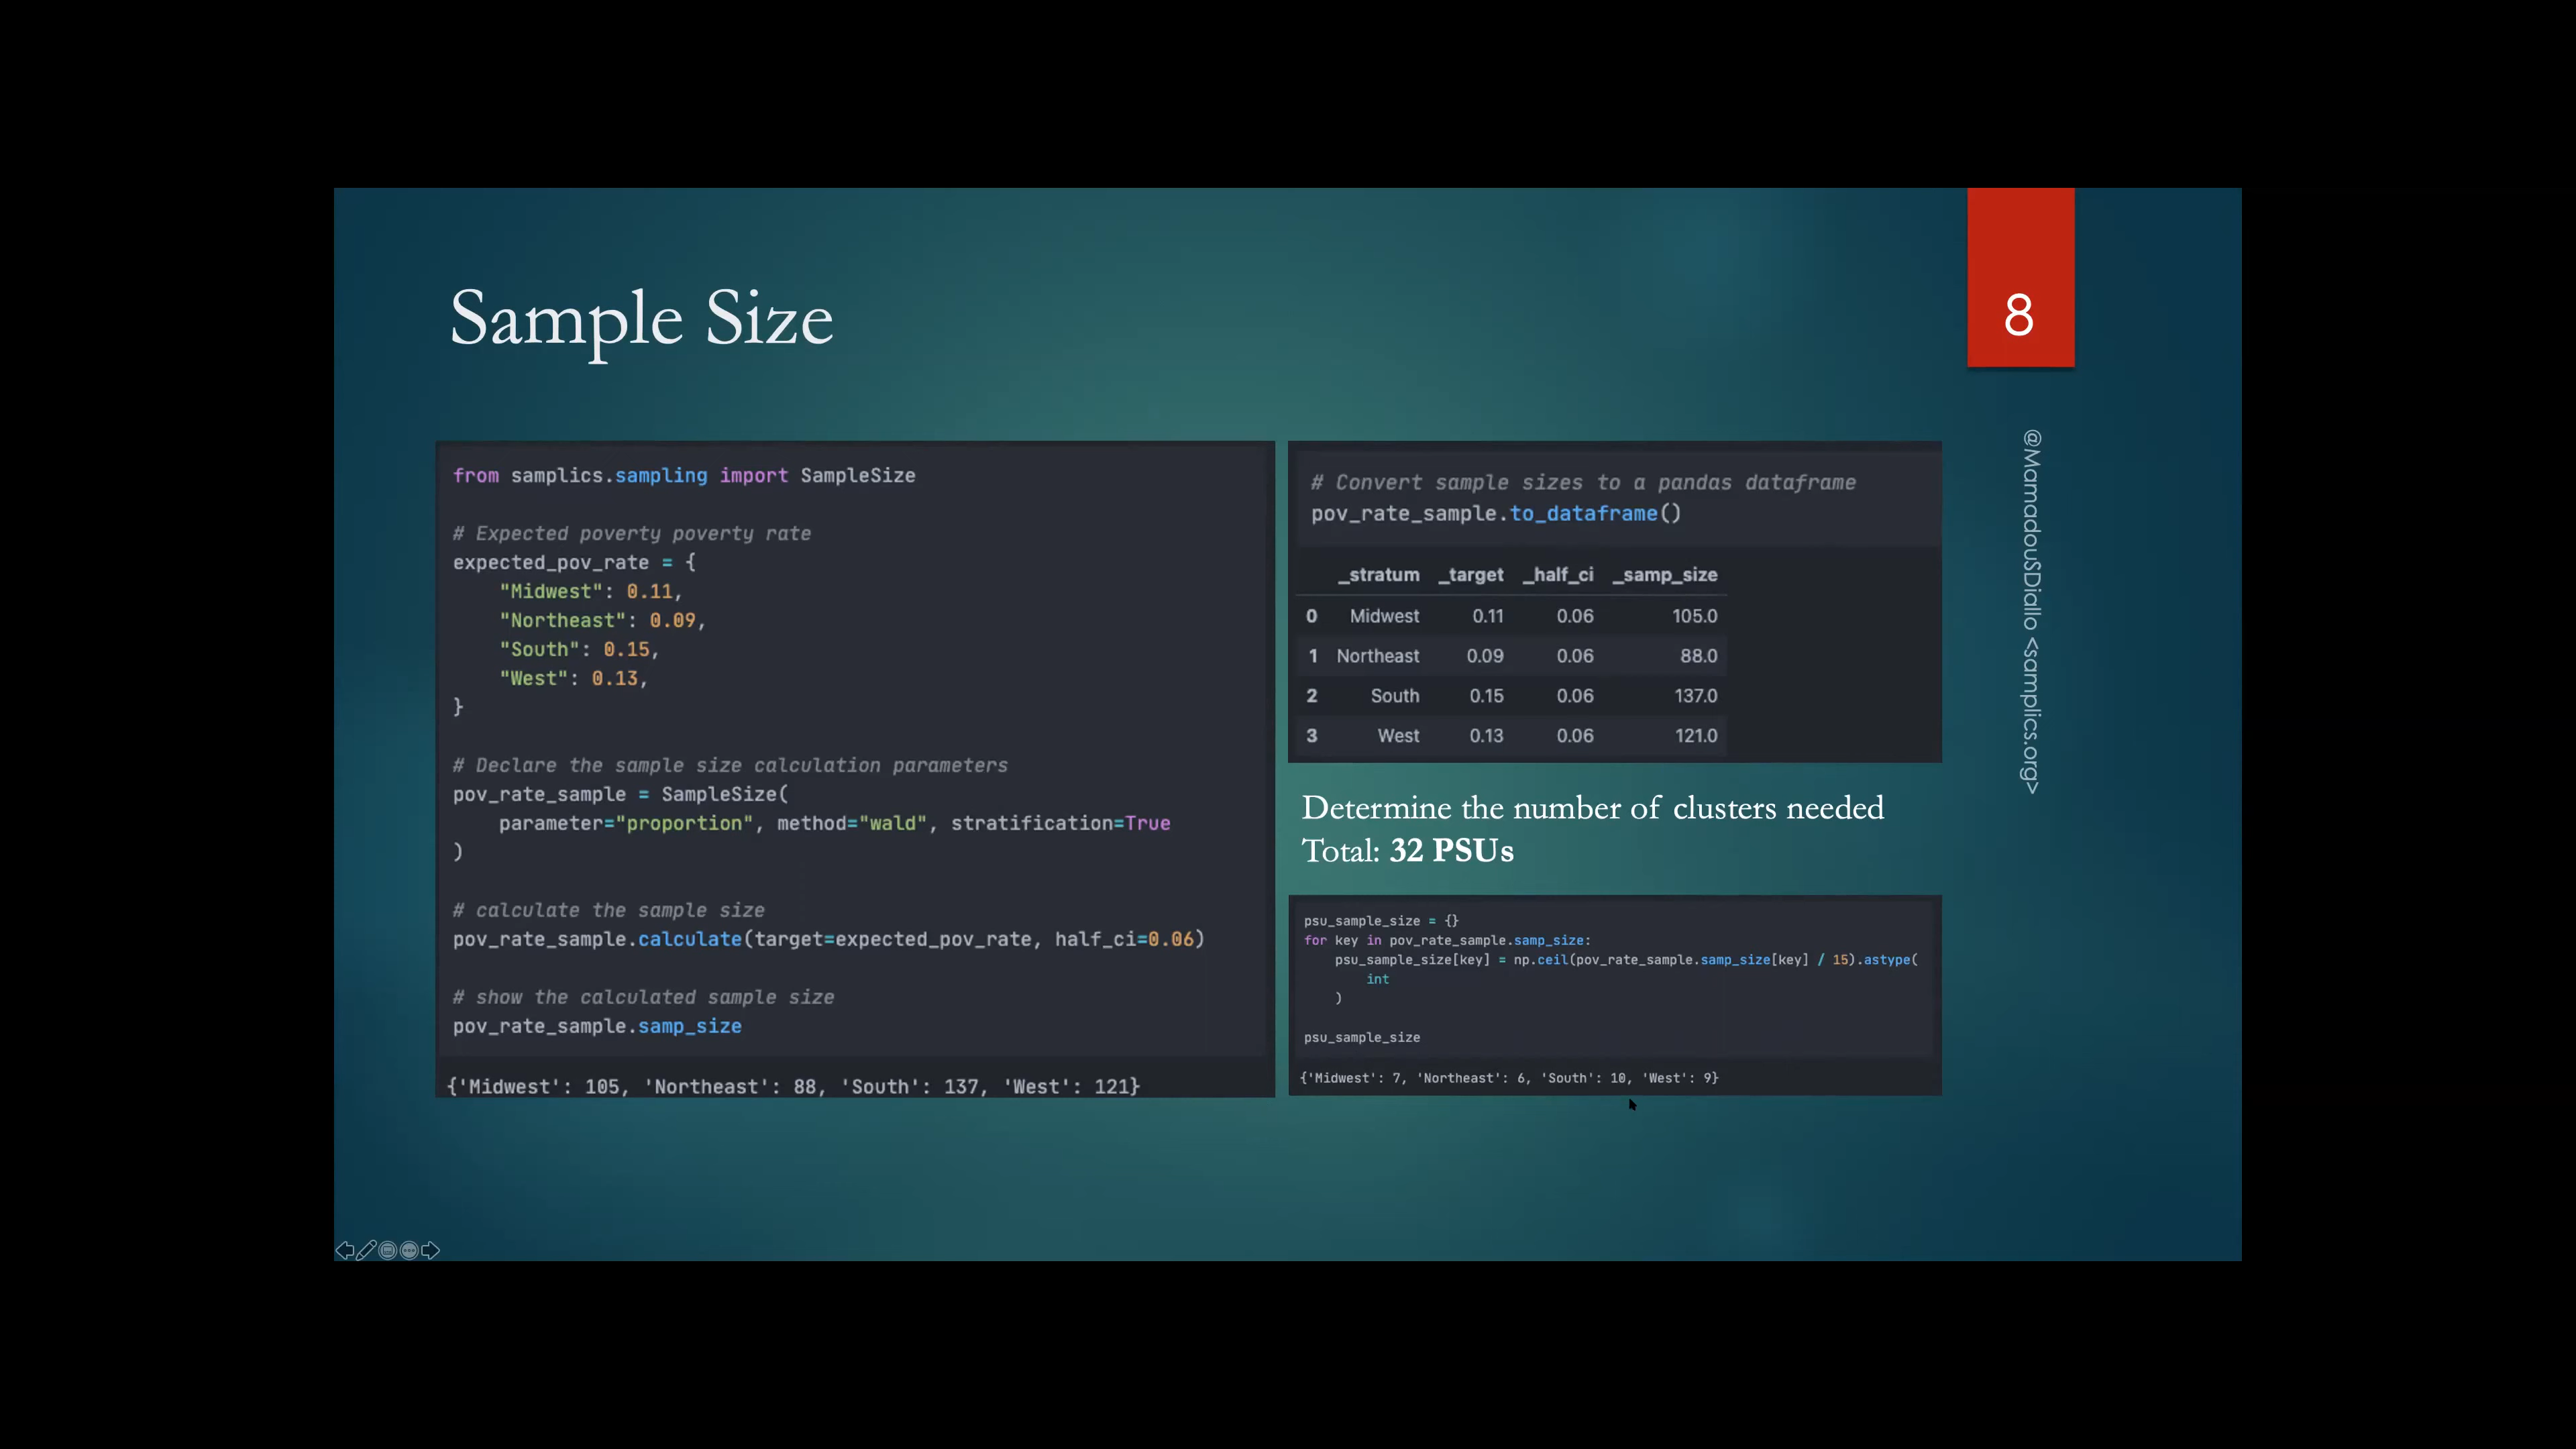 Sample Size
8
from samplics.sampling import SampleSize
# Expected poverty poverty rate
expected_pov_rate = {
    "Midwest": 0.11,
    "Northeast": 0.09,
    "South": 0.15,
    "West": 0.13,
}
# Declare the sample size calculation parameters
pov_rate_sample = SampleSize(
    parameter="proportion", method="wald", stratification=True
)
# calculate the sample size
pov_rate_sample.calculate(target=expected_pov_rate, half_ci=0.06)
# show the calculated sample size
pov_rate_sample.samp_size
{'Midwest': 105, 'Northeast': 88, 'South': 137, 'West': 121}
# Convert sample sizes to a pandas dataframe
pov_rate_sample.to_dataframe()
_stratum _target _half_ci _samp_size
0 Midwest 0.11 0.06 105.0
1 Northeast 0.09 0.06 88.0
2 South 0.15 0.06 137.0
3 West 0.13 0.06 121.0
Determine the number of clusters needed
Total: 32 PSUs
psu_sample_size = {}
for key in pov_rate_sample.samp_size:
    psu_sample_size[key] = np.ceil(pov_rate_sample.samp_size[key] / 15).astype(
        int
    )
psu_sample_size
{'Midwest': 7, 'Northeast': 6, 'South': 10, 'West': 9}
@MamadouSDiallo <samplics.org>